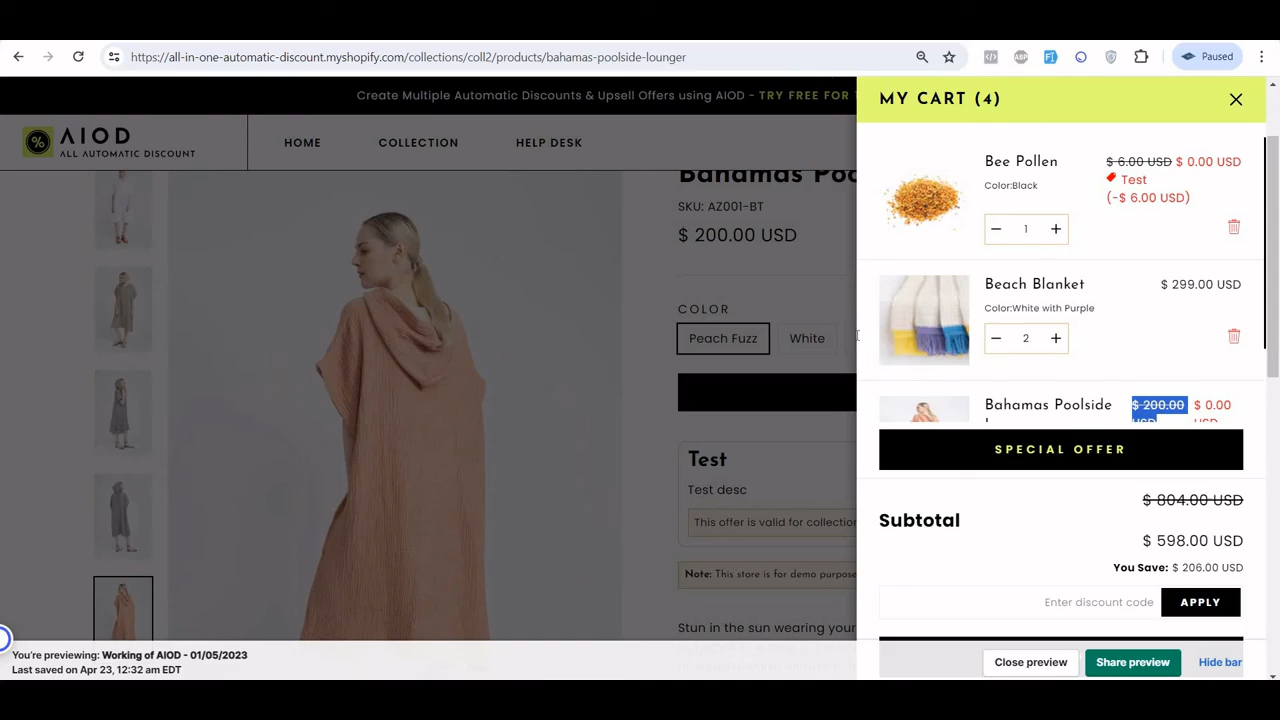 https://all-in-one-automatic-discount.myshopify.com/collections/coll2/products/bahamas-poolside-lounger
Paused
Create Multiple Automatic Discounts & Upsell Offers using AIOD - TRY FREE FOR
AIOD
ALL AUTOMATIC DISCOUNT
HOME
COLLECTION
HELP DESK
Bahamas Poo
SKU: AZ001-BT
$ 200.00 USD
COLOR
Peach Fuzz
White
Test
Test desc
This offer is valid for collection
Note: This store is for demo purpose
Stun in the sun wearing your
MY CART (4)
Bee Pollen
$ 6.00 USD $ 0.00 USD
Color:Black
Test
(-$ 6.00 USD)
1
Beach Blanket
$ 299.00 USD
Color:White with Purple
2
Bahamas Poolside
$ 200.00 $ 0.00
USD USD
SPECIAL OFFER
$ 804.00 USD
Subtotal
$ 598.00 USD
You Save: $ 206.00 USD
Enter discount code
APPLY
You're previewing: Working of AIOD - 01/05/2023
Last saved on Apr 23, 12:32 am EDT
Close preview
Share preview
Hide bar